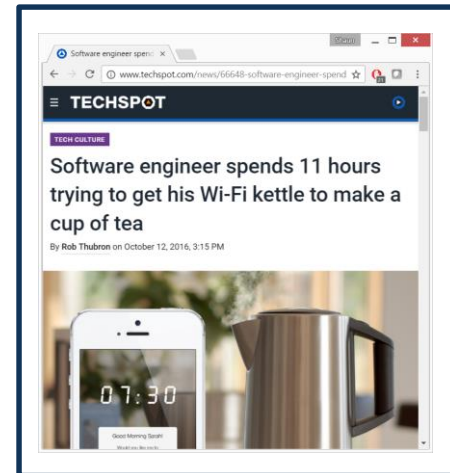 Shaun
Software engineer spend
www.techspot.com/news/66648-software-engineer-spend
TECHSPOT
TECH CULTURE
Software engineer spends 11 hours
trying to get his Wi-Fi kettle to make a
cup of tea
By Rob Thubron on October 12, 2016, 3:15 PM
07:30
Good Morning Sarah!